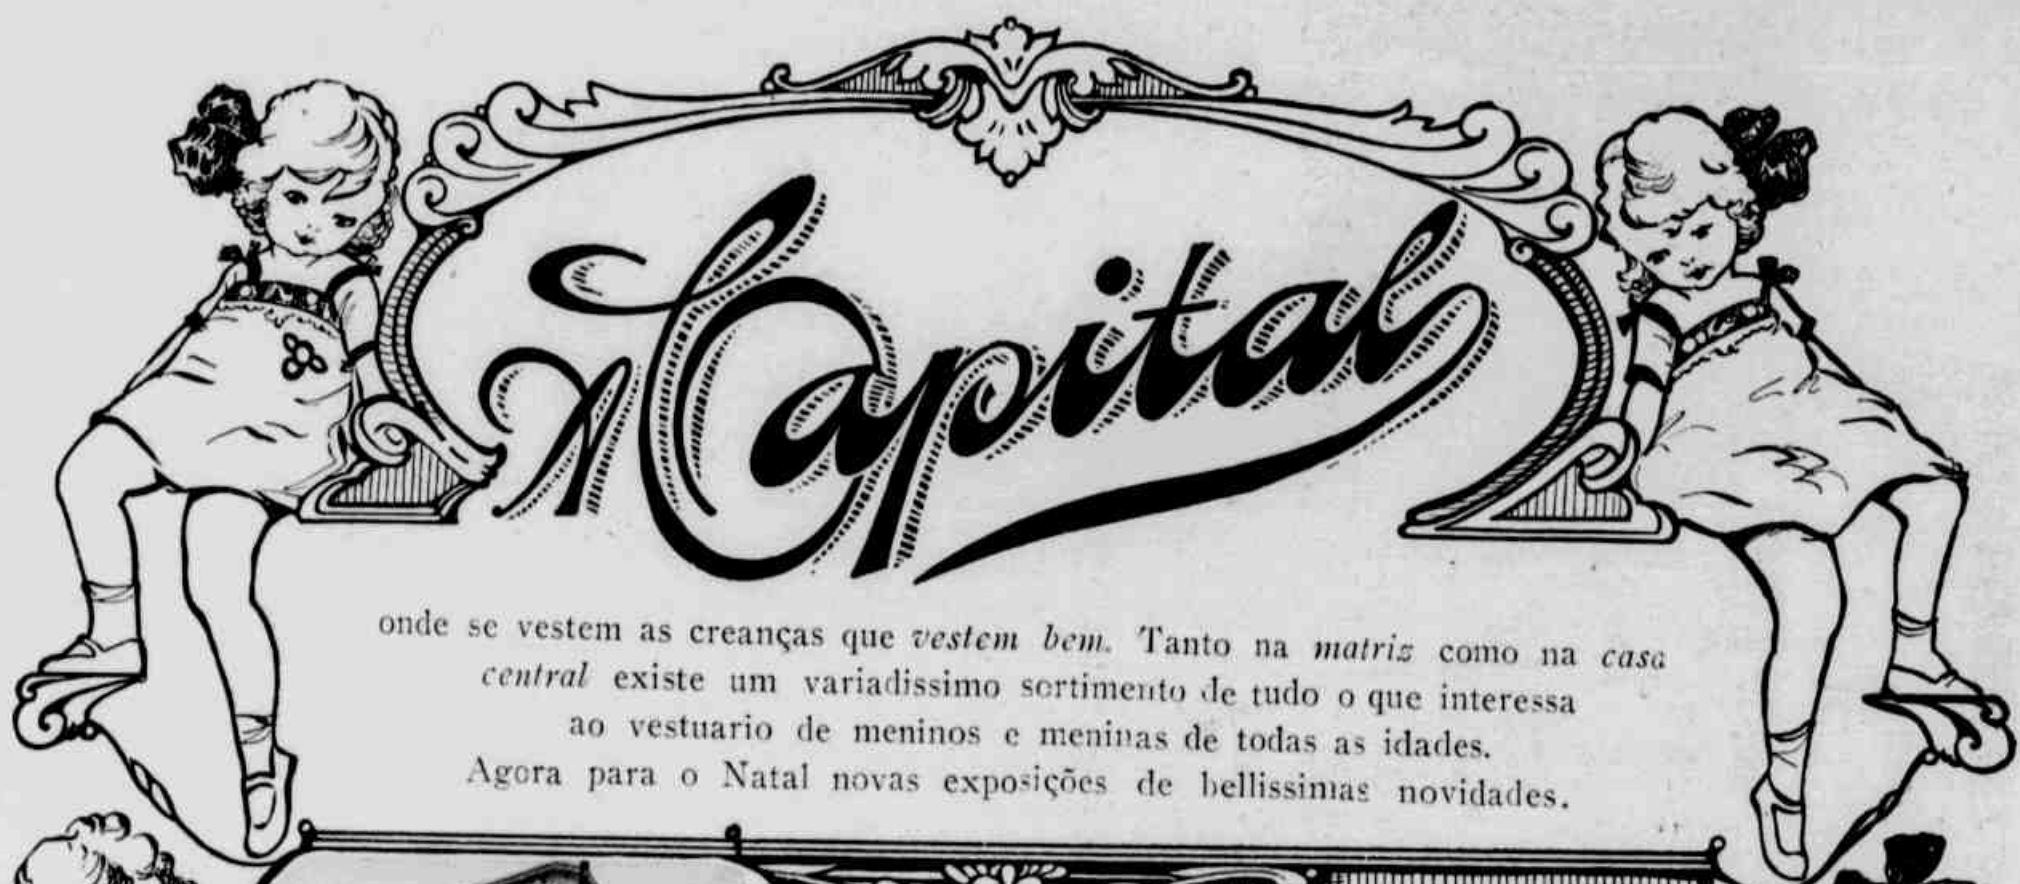 A Capital
onde se vestem as creanças que vestem bem. Tanto na matriz como na casa
central existe um variadissimo sortimento de tudo o que interessa
ao vestuario de meninos e meninas de todas as idades.
Agora para o Natal novas exposições de bellissimas novidades.